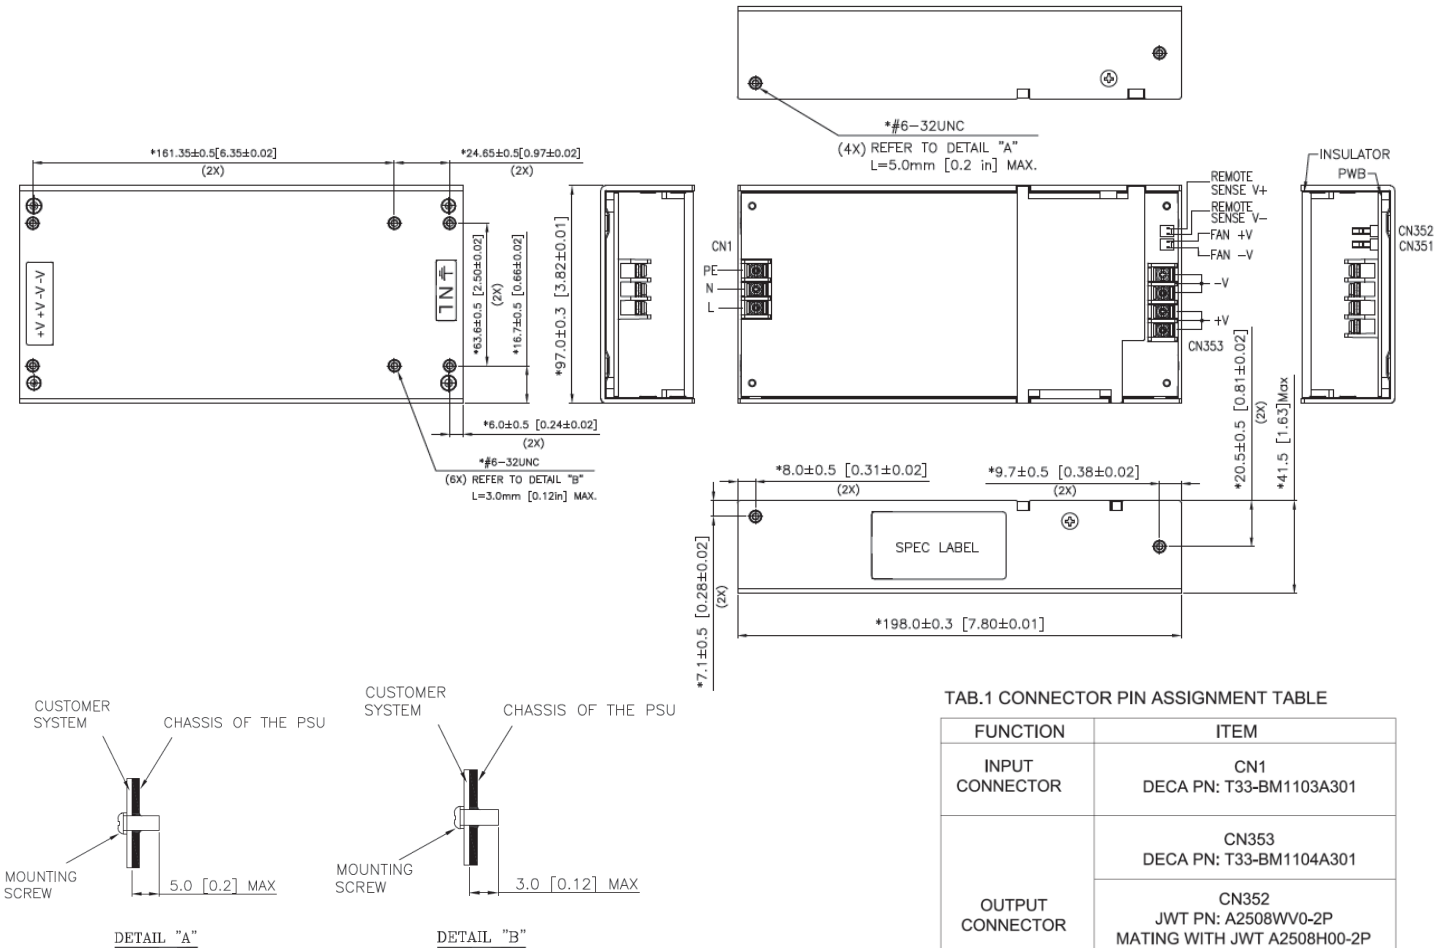 *#6-32UNC
(4X) REFER TO DETAIL "A"
L=5.0mm [0.2 in] MAX.
*161.35±0.5[6.35±0.02]
(2X)
*24.65±0.5[0.97±0.02]
(2X)
+V +V -V -V
L N ⏚
*63.6±0.5 [2.50±0.02]
(2X)
*16.7±0.5 [0.66±0.02]
*97.0±0.3 [3.82±0.01]
*6.0±0.5 [0.24±0.02]
(2X)
*#6-32UNC
(6X) REFER TO DETAIL "B"
L=3.0mm [0.12in] MAX.
CN1
PE
N
L
REMOTE
SENSE V+
REMOTE
SENSE V-
FAN +V
FAN -V
-V
+V
CN353
INSULATOR
PWB
CN352
CN351
*8.0±0.5 [0.31±0.02]
(2X)
*9.7±0.5 [0.38±0.02]
(2X)
*20.5±0.5 [0.81±0.02]
(2X)
*41.5 [1.63]Max
*7.1±0.5 [0.28±0.02]
(2X)
SPEC LABEL
*198.0±0.3 [7.80±0.01]
CUSTOMER
SYSTEM
CHASSIS OF THE PSU
MOUNTING
SCREW
5.0 [0.2] MAX
DETAIL "A"
CUSTOMER
SYSTEM
CHASSIS OF THE PSU
MOUNTING
SCREW
3.0 [0.12] MAX
DETAIL "B"
TAB.1 CONNECTOR PIN ASSIGNMENT TABLE
FUNCTION
ITEM
INPUT
CONNECTOR
CN1
DECA PN: T33-BM1103A301
OUTPUT
CONNECTOR
CN353
DECA PN: T33-BM1104A301
CN352
JWT PN: A2508WV0-2P
MATING WITH JWT A2508H00-2P